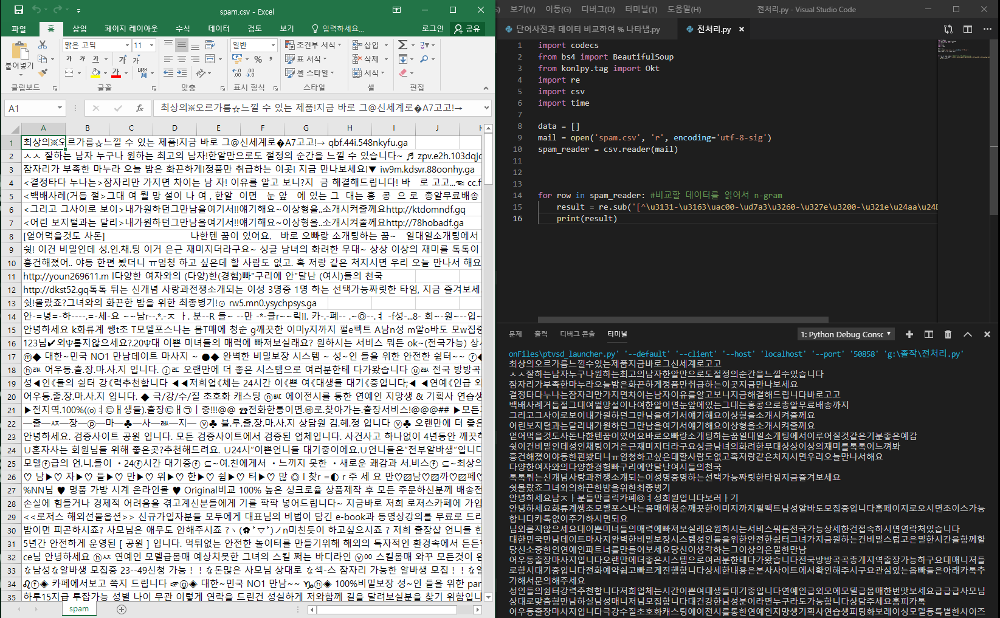 spam.csv - Excel
파일 홈 삽입 페이지 레이아웃 수식 데이터 검토 보기 입력하세요... 로그인 공유
붙여넣기
맑은 고딕 11
가 가 가 가 가
가 내천
일반
% ,
조건부 서식
표 서식
셀 스타일
삽입
삭제
서식
클립보드 글꼴 맞춤 표시 형식 스타일 셀 편집
A1 fx 최상의※오르가름☆느낄 수 있는 제품!지금 바로 그@신세계로�A7고고!→
A B C D E F G H I J
1 최상의※오르가름☆느낄 수 있는 제품!지금 바로 그@신세계로�A7고고!→ qbf.44i.548nkyfu.ga
2 ㅅㅅ 잘하는 남자 누구나 원하는 최고의 남자!한알만으로도 절정의 순간을 느낄 수 있습니다~ ♬ zpv.e2h.103dqjc
3 잠자리가 부족한 마누라 오늘 밤은 화끈하게!정품만 취급하는 이곳! 지금 만나보세요!▼ iw9m.kdsvr.88oonhy.ga
4 <결정타다 누나는>잠자리만 가지면 차이는 남 자! 이유를 알고 보니?지 금 해결해드립니다! 바 로 고고...☜ cc.f
5 <백배사례(거듭 절>그대 여 뭘 망 설이 나 여 , 한알 이면 눈 앞 에 있는 그 대는 홍 콩 으 로 총알무료배송
6 <그리고 그사이로 보이>내가원하던그만남을여기서!!얘기해요~이상형을..소개시켜줄께요http://ktdomndf.gq
7 <어린 보지털과는 달리>내가원하던그만남을여기서!!얘기해요~이상형을..소개시켜줄께요http://78hobadf.ga
8 [얻어먹을것도 사돈] 나한텐 꿈이 있어요. 바로 오빠랑 소개팅하는 꿈~ 일대일소개팅에서
9 쉿! 이건 비밀인데 성.인.채.팅 이거 은근 재미지더라구요~ 싱글 남녀의 화려한 무대~ 상상 이상의 재미를 톡톡이
10 흥건해졌어.. 야동 한편 봤더니 ㅠ엄청 하고 싶은데 할 사람도 없고. 혹 저랑 같은 처지시면 우리 오늘 만나서 해요
11 http://youn269611.m l다양한 여자와의 (다양)한(경험)빠"구리에 안"달난 (여시)들의 천국
12 http://dkst52.gq톡톡 튀는 신개념 사랑과전쟁소개되는 이성 3명중 1명 하는 선택가능짜릿한 타임, 지금 즐겨보세
13 쉿!몰랐죠?그녀와의 화끈한 밤을 위한 최종병기!⊙ rw5.mn0.ysychpsys.ga
14 안-=녕=-하----.=-세-요 ~~남r--.*.-ㅈ ㅏ. 분--R 들~ --만 -*-클r~~릭!!. 카-.-페-- .~◎--.ㅕ -f성-...8- 회~-원~---입~
15 안녕하세요 k화류계 쌩t초 T모델포스나는 몸T매에 청순 g깨끗한 이미y지까지 펄e펙트 A남n성 m알o바도 모w집중
16 123님✔외Ψ롭지않으세요?.20Ψ대 이쁜 미녀들의 매력에 빠져보실래요? 원하시는 서비스 뭐든 ok~(전국가능) 상
17 ⓜ◆ 대한~민국 NO1 만남데이트 마사지 ~ ●◆ 완벽한 비밀보장 시스템 ~ 성~인 들을 위한 안전한 쉼터~~ ⓡ◆
18 어우동.출.장.마.사.지 입니다. 오랜만에 더 좋은 시스템으로 여러분한테 다가왔습니다 전국 방방곡
19 성◀인《들의 쉼터 강《력추천합니다 ◀◀저희업《체는 24시간 이《쁜 여《대생들 대기《중입니다;◀ ◀연예《인급 외
20 어우동.출.장.마.사.지 입니다. ◆ 극/강/수/질 초호화 캐스팅 에이전시를 통한 연예인 지망생 & 기획사 연습생
21 ▶전지역.100% 출장 중!!!@@ ☎전화한통이면. 로.찾아가는.출장서비스!@@@## ▶모든
22 블.루.출.장.마.사.지 상담원 김.혜.정 입니다 오랜만에 더 좋은
23 안녕하세요. 검증사이트 공원 입니다. 모든 검증사이트에서 검증된 업체입니다. 사건사고 하나없이 4년동안 깨끗하
24 ∪혼자사는 회원님들 위해 좋은곳?추천해드려요. ∪24시"이쁜언니들 대기중이에요.∪언니들은"전부알바생"입니다
25 모델ⓕ급의 언.니.들이 ・24ⓕ시간 대기중ⓕ ⊆~여.친에게서 ・느끼지 못한 ・새로운 쾌감과 서.비스ⓕ ⊆~최상의
26 ♡ 남▶♡ 자▶♡ 들▶♡ 만▶♡ 위▶♡ 한▶♡ 쉼▶♡ 터▶♡ 많 ◎ㅣ찾r =◐ r 주 세 요 만♡▨남♡▨까♡▨페♡
27 %NN님 ♥ 명품 가방 시계 온라인몰 ♥ Original비교 100% 높은 싱크로율 상품제작 후 모든 주문하신분께 배송전
28 손실에 힘들거나 경제적 어려움을 겪고계신분들에게 기를 팍팍 넣어드립니다~ 지금바로 저희 로저스카페에 가입
29 <<로저스 해외선물옵션>> 신규가입자분들 모두에게 대표님의 비법이 담긴 e-book과 동영상강의를 무료로 드리
30 밤이면 피곤하시죠? 사모님은 애무도 안해주시죠 ?ヽ(✿ﾟ▽ﾟ)ノn미친듯이 하고싶으시죠 ? 저희 출장샵 언니들 한
31 5년간 안전하게 운영된 [ 공원 ] 입니다. 먹튀없는 안전한 놀이터를 만들기위해 해외의 독자적인 환경속에서 든든한
32 ce님 안녕하세요 연예인 모델급몸매 예상치못한 그녀의 스킬 쩌는 바디라인 스킬몸매 와꾸 모든것이 완
33 な남성な알바생 모집중 23--49신청 가능！！な돈많은 사모님 상대로 な섹-스 잠자리 가능한 알바생 모집！！な일
34 ♌ⓕ◈ 카페에서보고 쪽지 드립니다 ☞ⓖ◈ 대한~민국 NO1 만남~~ ♑ⓗ◈ 100%비밀보장 성~인 들을 위한 par
35 하루15지급 투잡가능 성별 나이 무관 이렇게 연락을 드린건 성실하게 저와함께 길을 달려보실분을 찾기 위함입니
spam
보기(V) 이동(G) 디버그(D) 터미널(T) 도움말(H) 전처리.py - Visual Studio Code
단어사전과 데이터 비교하여 % 나타냄.py 전처리.py
1 import codecs
2 from bs4 import BeautifulSoup
3 from konlpy.tag import Okt
4 import re
5 import csv
6 import time
7
8 data = []
9 mail = open('spam.csv', 'r', encoding='utf-8-sig')
10 spam_reader = csv.reader(mail)
11
12
13
14 for row in spam_reader: #비교할 데이터를 읽어서 n-gram
15 result = re.sub('[^\u3131-\u3163\uac00-\ud7a3\u3260-\u327e\u3200-\u321e\u24aa\u24D
16 print(result)
문제 출력 디버그 콘솔 터미널 1: Python Debug Consc
onFiles\ptvsd_launcher.py' '--default' '--client' '--host' 'localhost' '--port' '50858' 'g:\졸작\전처리.py'
최상의오르가름느낄수있는제품지금바로그신세계로고고
ㅅㅅ잘하는남자누구나원하는최고의남자한알만으로도절정의순간을느낄수있습니다
잠자리가부족한마누라오늘밤은화끈하게정품만취급하는이곳지금만나보세요
결정타다누나는잠자리만가지면차이는남자이유를알고보니지금해결해드립니다바로고고
백배사례거듭절그대여뭘망설이나여한알이면눈앞에있는그대는홍콩으로총알무료배송까지
그리고그사이로보이내가원하던그만남을여기서얘기해요이상형을소개시켜줄께요
어린보지털과는달리내가원하던그만남을여기서얘기해요이상형을소개시켜줄께요
얻어먹을것도사돈나한텐꿈이있어요바로오빠랑소개팅하는꿈일대일소개팅에서이루어질것같은기분좋은예감
쉿이건비밀인데성인채팅이거은근재미지더라구요싱글남녀의화려한무대상상이상의재미를톡톡이느껴봐
흥건해졌어야동한편봤더니ㅠ엄청하고싶은데할사람도없고혹저랑같은처지시면우리오늘만나서해요
다양한여자와의다양한경험빠구리에안달난여시들의천국
톡톡튀는신개념사랑과전쟁소개되는이성명중명하는선택가능짜릿한타임지금즐겨보세요
쉿몰랐죠그녀와의화끈한밤을위한최종병기
안녕하세요남ㅈㅏ분들만클릭카페◎ㅕ성회원입니다보러ㅏ기
안녕하세요화류계쌩초모델포스나는몸매에청순깨끗한이미지까지펄펙트남성알바도모집중입니다홈페이지로오시면초이스가능
합니다카톡없이추가하시면되요
님외롭지않으세요대이쁜미녀들의매력에빠져보실래요원하시는서비스뭐든전국가능상세한건접속하시면연락처있습니다
대한민국만남데이트마사지완벽한비밀보장시스템성인들을위한안전한쉼터그녀가지금원하는건비밀스럽고은밀한시간을함께할
당신소중한인연애인파트너를만들어보세요당신이생각하는그이상의은밀한만남
어우동출장마사지입니다오랜만에더좋은시스템으로여러분한테다가왔습니다전국방방곡곡총개지역출장가능하구요대매니저들
로항시대기중입니다전화예약쉽고빠르게진행합니다상세한내용은본사사이트에서확인해주시구요관심있는옵빠들은아래카톡추
가해서문의해주세요
성인들의쉼터강력추천합니다저희업체는시간이쁜여대생들대기중입니다연예인급외모에모델급몸매한번맛보세요급급급사모님
상대로맞춤형만남하실남성매니저님모집합니다대건강한남성분이라면누구라도가능합니다상담주세요홈피카톡
어우동출장마사지입니다극강수질초호화캐스팅에이전시를통한연예인지망생기획사연습생피팅화보레이싱모델등특별한사이즈